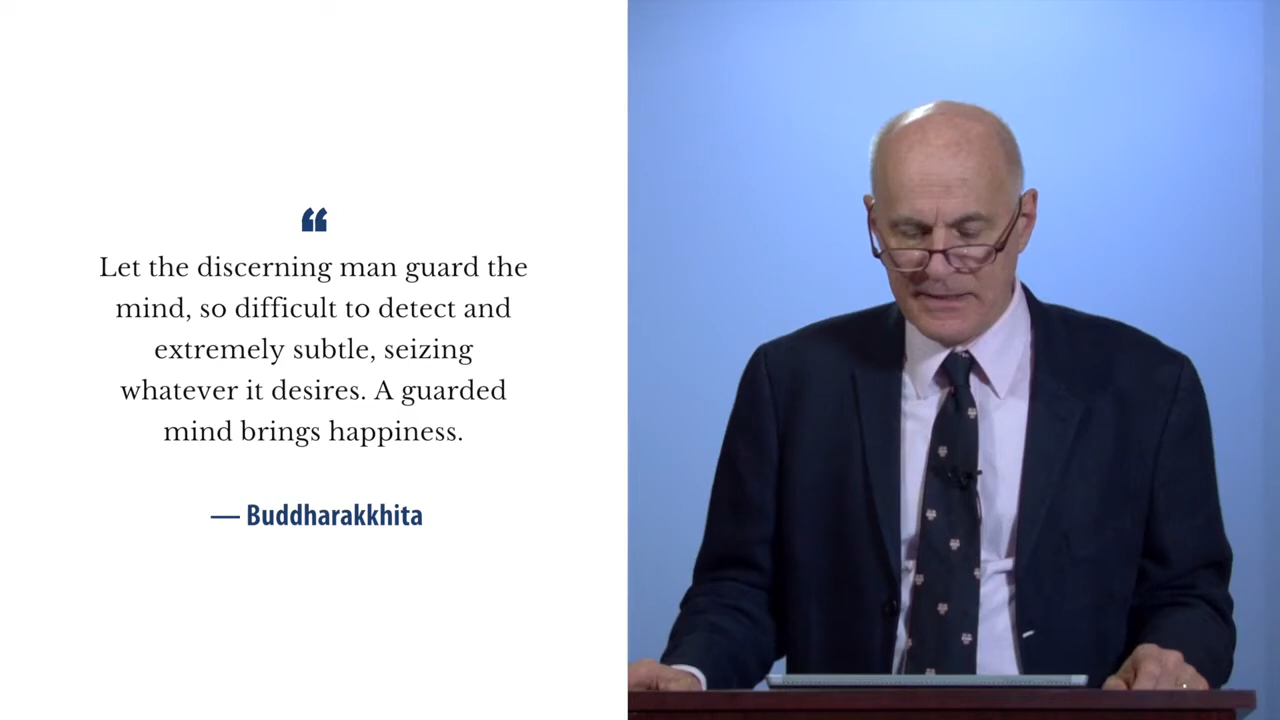 “
Let the discerning man guard the
mind, so difficult to detect and
extremely subtle, seizing
whatever it desires. A guarded
mind brings happiness.
— Buddharakkhita